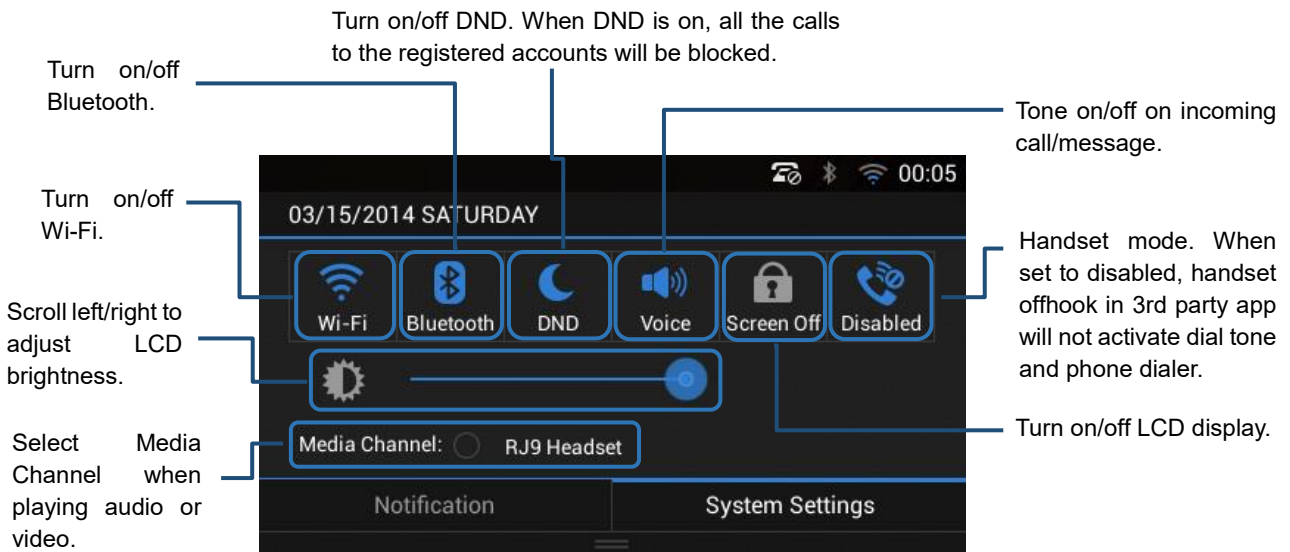 Turn on/off DND. When DND is on, all the calls
to the registered accounts will be blocked.
Turn on/off
Bluetooth.
Tone on/off on incoming
call/message.
Turn on/off
Wi-Fi.
Scroll left/right to
adjust LCD
brightness.
Select Media
Channel when
playing audio or
video.
00:05
03/15/2014 SATURDAY
Wi-Fi Bluetooth DND Voice Screen Off Disabled
Media Channel: RJ9 Headset
Notification System Settings
Handset mode. When
set to disabled, handset
offhook in 3rd party app
will not activate dial tone
and phone dialer.
Turn on/off LCD display.